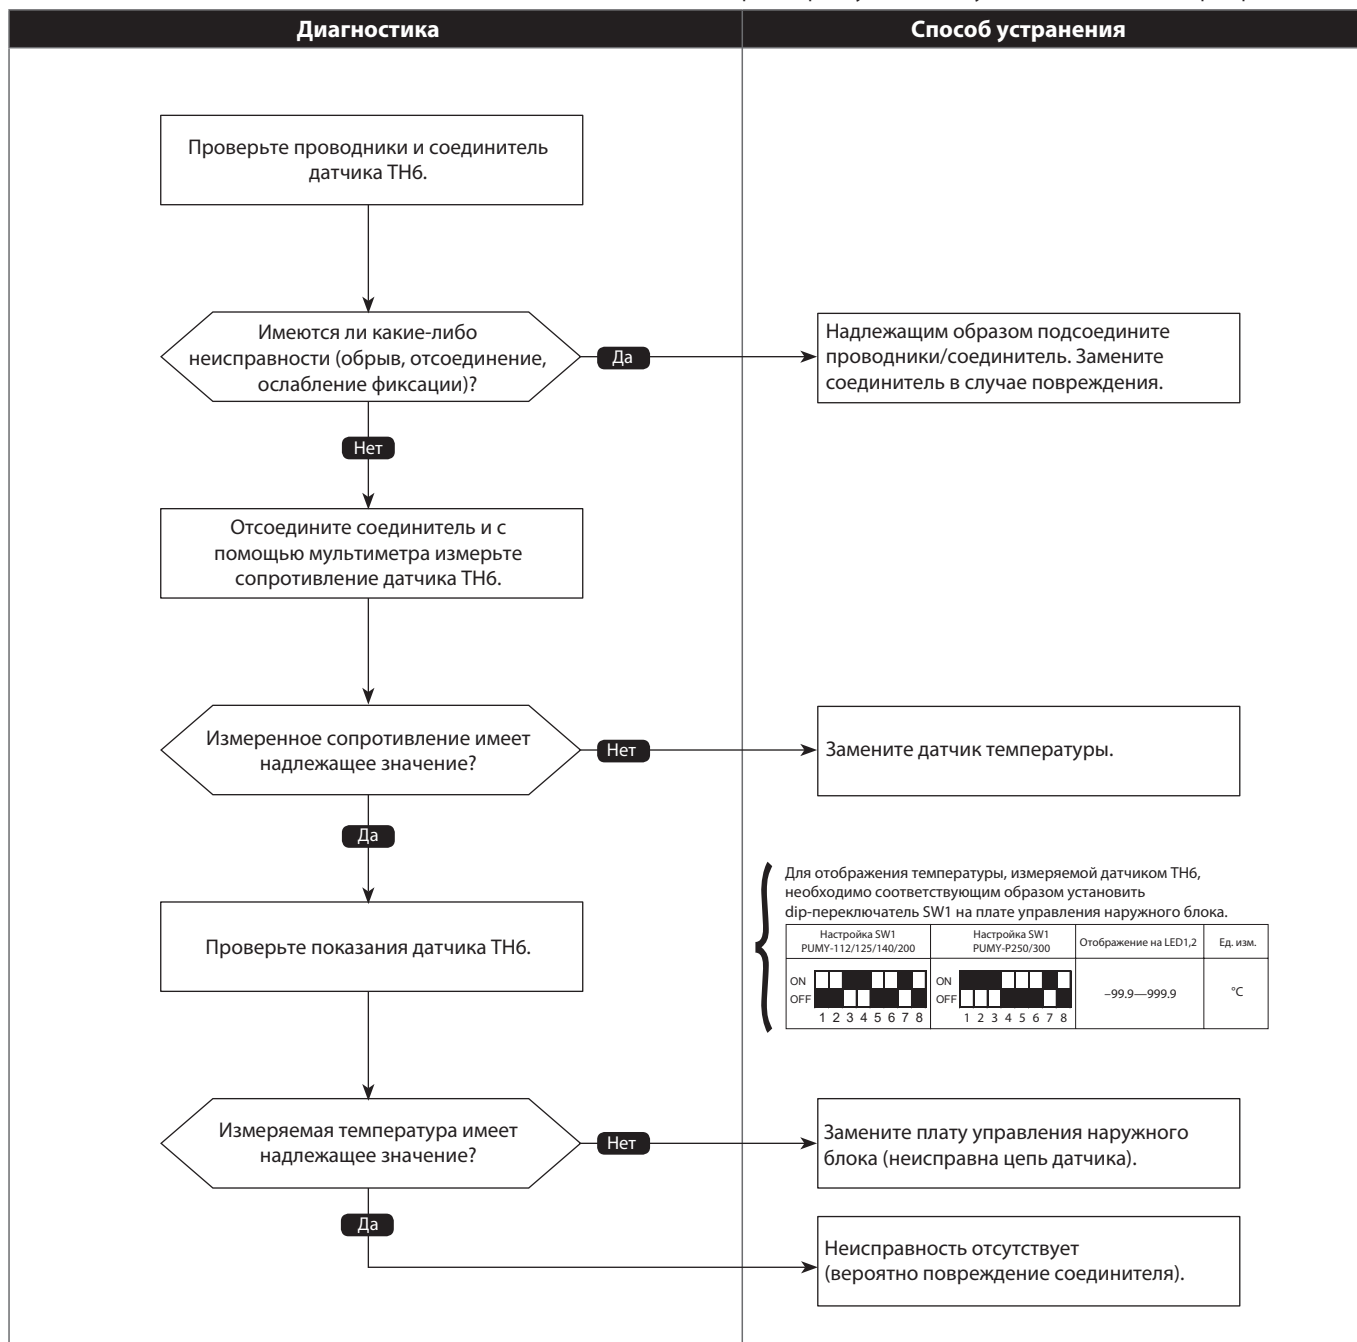 Диагностика
Способ устранения
Проверьте проводники и соединитель
датчика TH6.
Имеются ли какие-либо
неисправности (обрыв, отсоединение,
ослабление фиксации)?
Да
Надлежащим образом подсоедините
проводники/соединитель. Замените
соединитель в случае повреждения.
Нет
Отсоедините соединитель и с
помощью мультиметра измерьте
сопротивление датчика TH6.
Измеренное сопротивление имеет
надлежащее значение?
Нет
Замените датчик температуры.
Да
Проверьте показания датчика TH6.
Для отображения температуры, измеряемой датчиком TH6,
необходимо соответствующим образом установить
dip-переключатель SW1 на плате управления наружного блока.
Настройка SW1
PUMY-112/125/140/200
Настройка SW1
PUMY-P250/300
Отображение на LED1,2
Ед. изм.
ON
OFF
1 2 3 4 5 6 7 8
ON
OFF
1 2 3 4 5 6 7 8
–99.9—999.9
°C
Измеряемая температура имеет
надлежащее значение?
Нет
Замените плату управления наружного
блока (неисправна цепь датчика).
Да
Неисправность отсутствует
(вероятно повреждение соединителя).